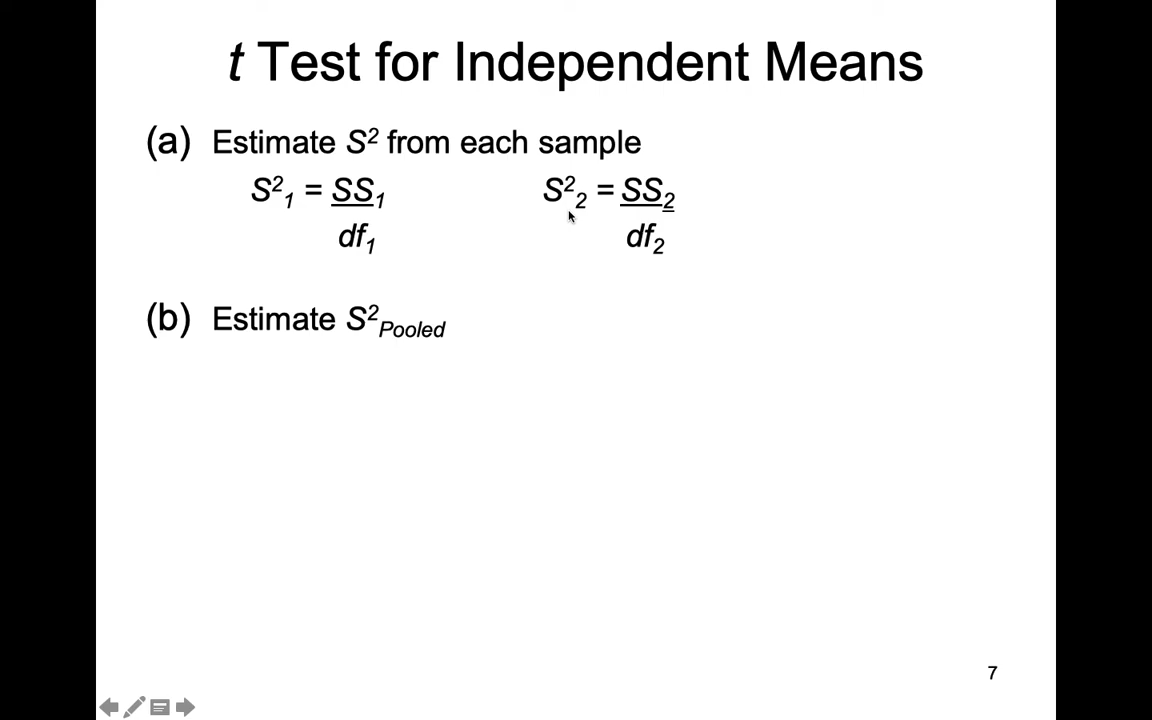 t Test for Independent Means
(a) Estimate S² from each sample
S²₁ = SS₁ S²₂ = SS₂
df₁ df₂
(b) Estimate S²Pooled
7